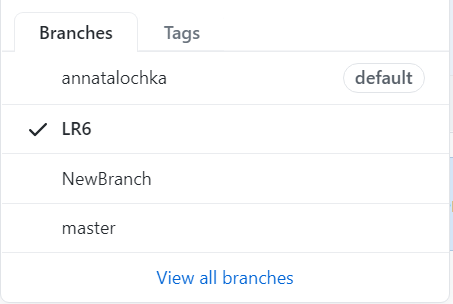 Branches Tags
annatalochka default
LR6
NewBranch
master
View all branches